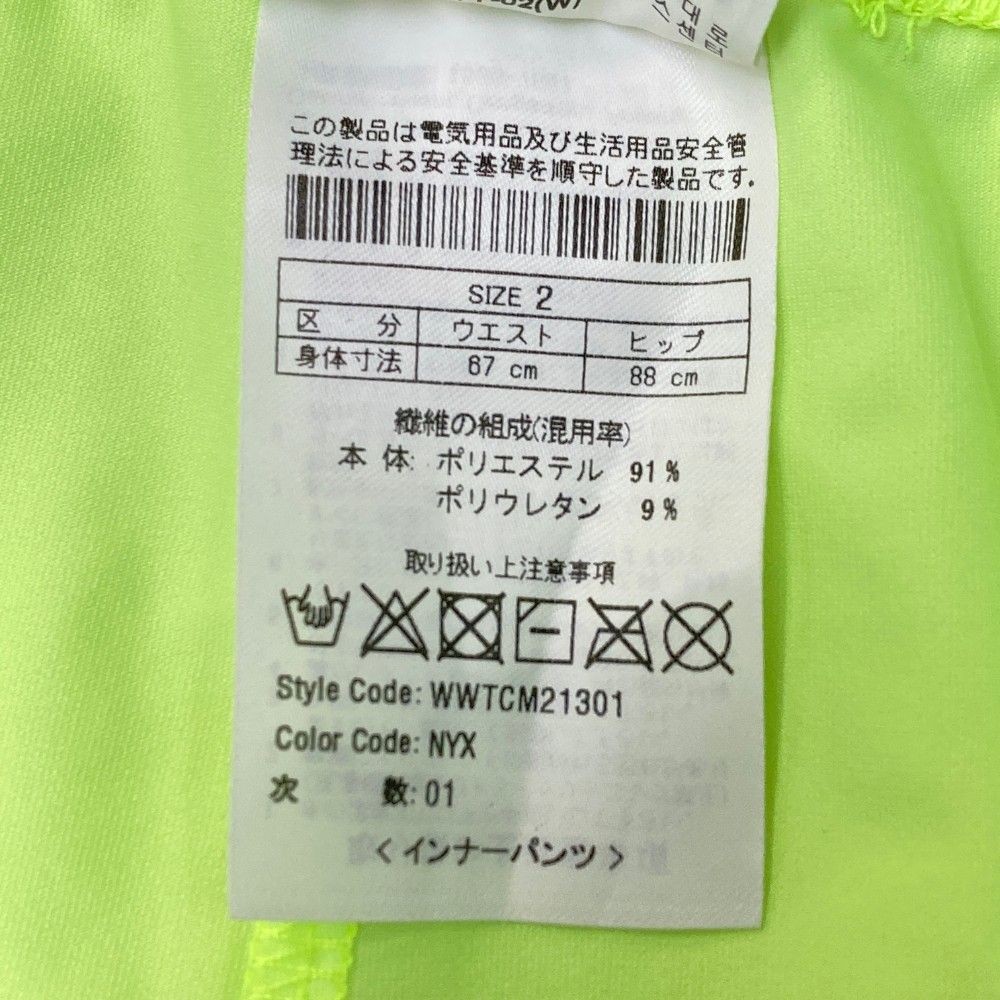 -02(W)
대
스 센
この製品は電気用品及び生活用品安全管
理法による安全基準を順守した製品です.
SIZE 2
区 分 ウエスト ヒップ
身体寸法 67 cm 88 cm
繊維の組成(混用率)
本 体: ポリエステル 91%
ポリウレタン 9%
取り扱い上注意事項
Style Code: WWTCM21301
Color Code: NYX
次 数: 01
< インナーパンツ >